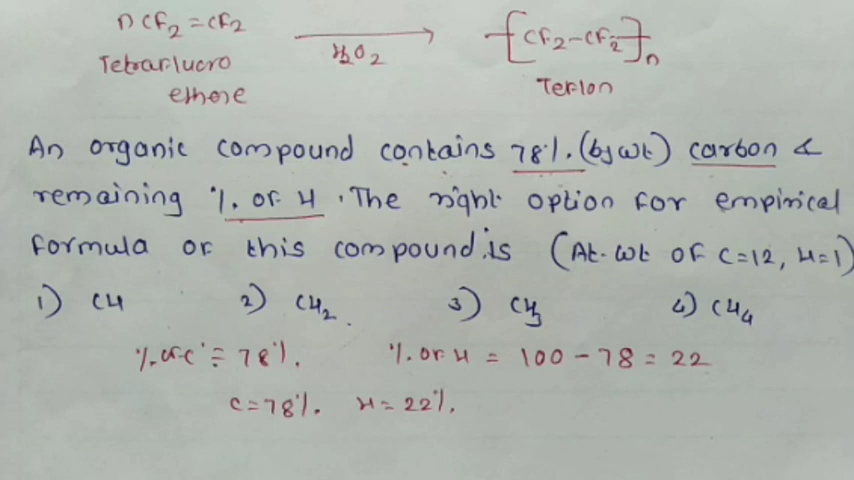 nCF₂=CF₂ H₂O₂ → -[CF₂-CF₂]-n
Tetrafluoro Teflon
ethene
An organic compound contains 78%. (by wt) carbon &
remaining %. of H. The right option for empirical
formula of this compound is (At. wt of C=12, H=1)
1) CH 2) CH₂. 3) CH₃ 4) CH₄
%. of C = 78%. %. of H = 100 - 78 = 22
C=78%. H=22%.